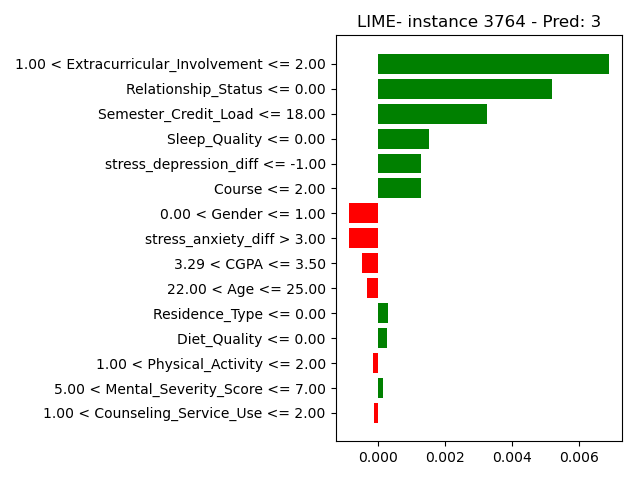 LIME- instance 3764 - Pred: 3
1.00 < Extracurricular_Involvement <= 2.00
Relationship_Status <= 0.00
Semester_Credit_Load <= 18.00
Sleep_Quality <= 0.00
stress_depression_diff <= -1.00
Course <= 2.00
0.00 < Gender <= 1.00
stress_anxiety_diff > 3.00
3.29 < CGPA <= 3.50
22.00 < Age <= 25.00
Residence_Type <= 0.00
Diet_Quality <= 0.00
1.00 < Physical_Activity <= 2.00
5.00 < Mental_Severity_Score <= 7.00
1.00 < Counseling_Service_Use <= 2.00
0.000 0.002 0.004 0.006